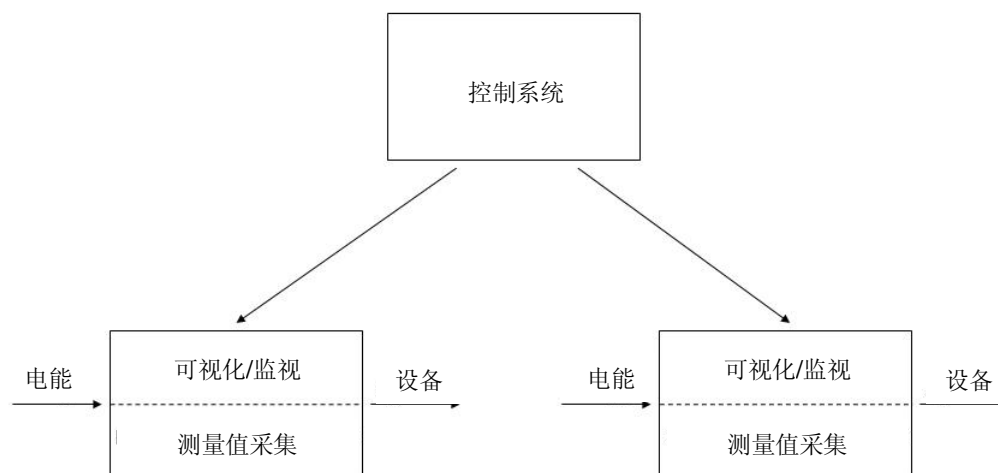 控制系统
电能
可视化/监视
设备
测量值采集
电能
可视化/监视
设备
测量值采集